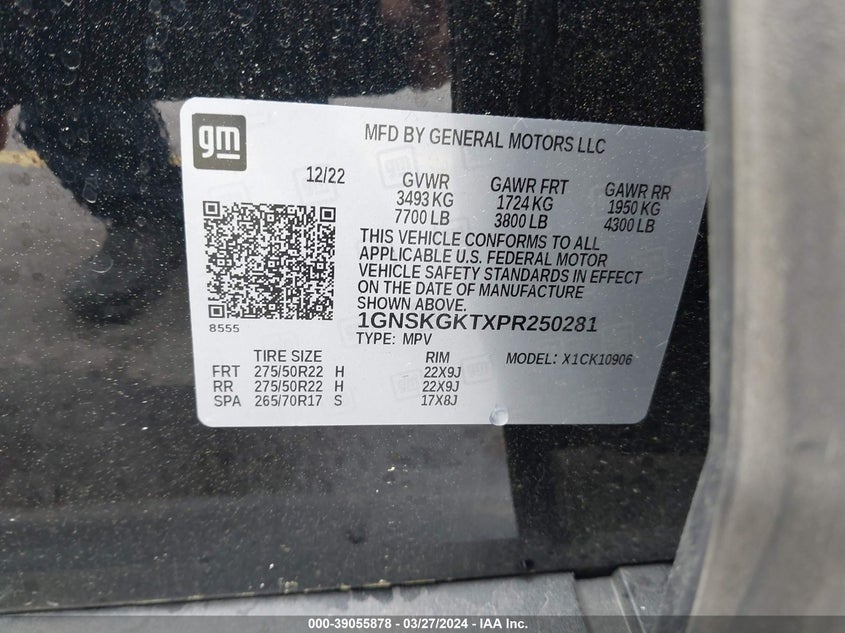 gm
MFD BY GENERAL MOTORS LLC
12/22
GVWR
3493 KG
7700 LB
GAWR FRT
1724 KG
3800 LB
GAWR RR
1950 KG
4300 LB
THIS VEHICLE CONFORMS TO ALL
APPLICABLE U.S. FEDERAL MOTOR
VEHICLE SAFETY STANDARDS IN EFFECT
ON THE DATE OF MANUFACTURE
SHOWN ABOVE.
1GNSKGKTXPR250281
TYPE: MPV
8555
MODEL: X1CK10906
TIRE SIZE RIM
FRT 275/50R22 H 22X9J
RR 275/50R22 H 22X9J
SPA 265/70R17 S 17X8J
000-39055878 - 03/27/2024 - IAA Inc.